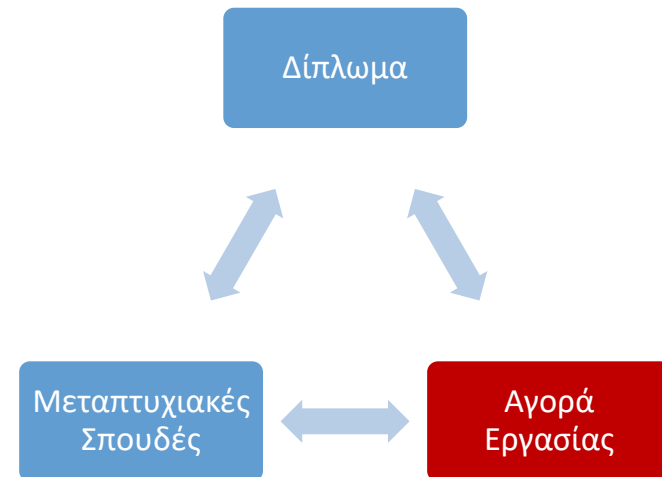 Δίπλωμα
Μεταπτυχιακές
Σπουδές
Αγορά
Εργασίας